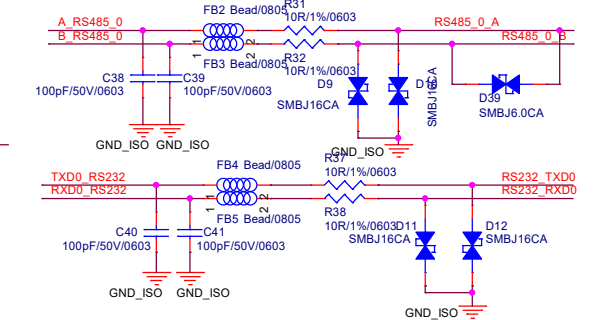 R31
FB2 Bead/0805
10R/1%/0603
A_RS485_0
RS485_0_A
B_RS485_0
RS485_0_B
1
2
2
R32
FB3 Bead/0805
10R/1%/0603
C38
C39
D9
SMBJ16CA
100pF/50V/0603
100pF/50V/0603
SMBJ16CA
D39
SMBJ6.0CA
GND_ISO
GND_ISO
GND_ISO
R37
FB4 Bead/0805
10R/1%/0603
TXD0_RS232
RS232_TXD0
RXD0_RS232
RS232_RXD0
1
2
2
R38
FB5 Bead/0805
10R/1%/0603
D11
D12
C40
C41
SMBJ16CA
SMBJ16CA
100pF/50V/0603
100pF/50V/0603
GND_ISO
GND_ISO
GND_ISO